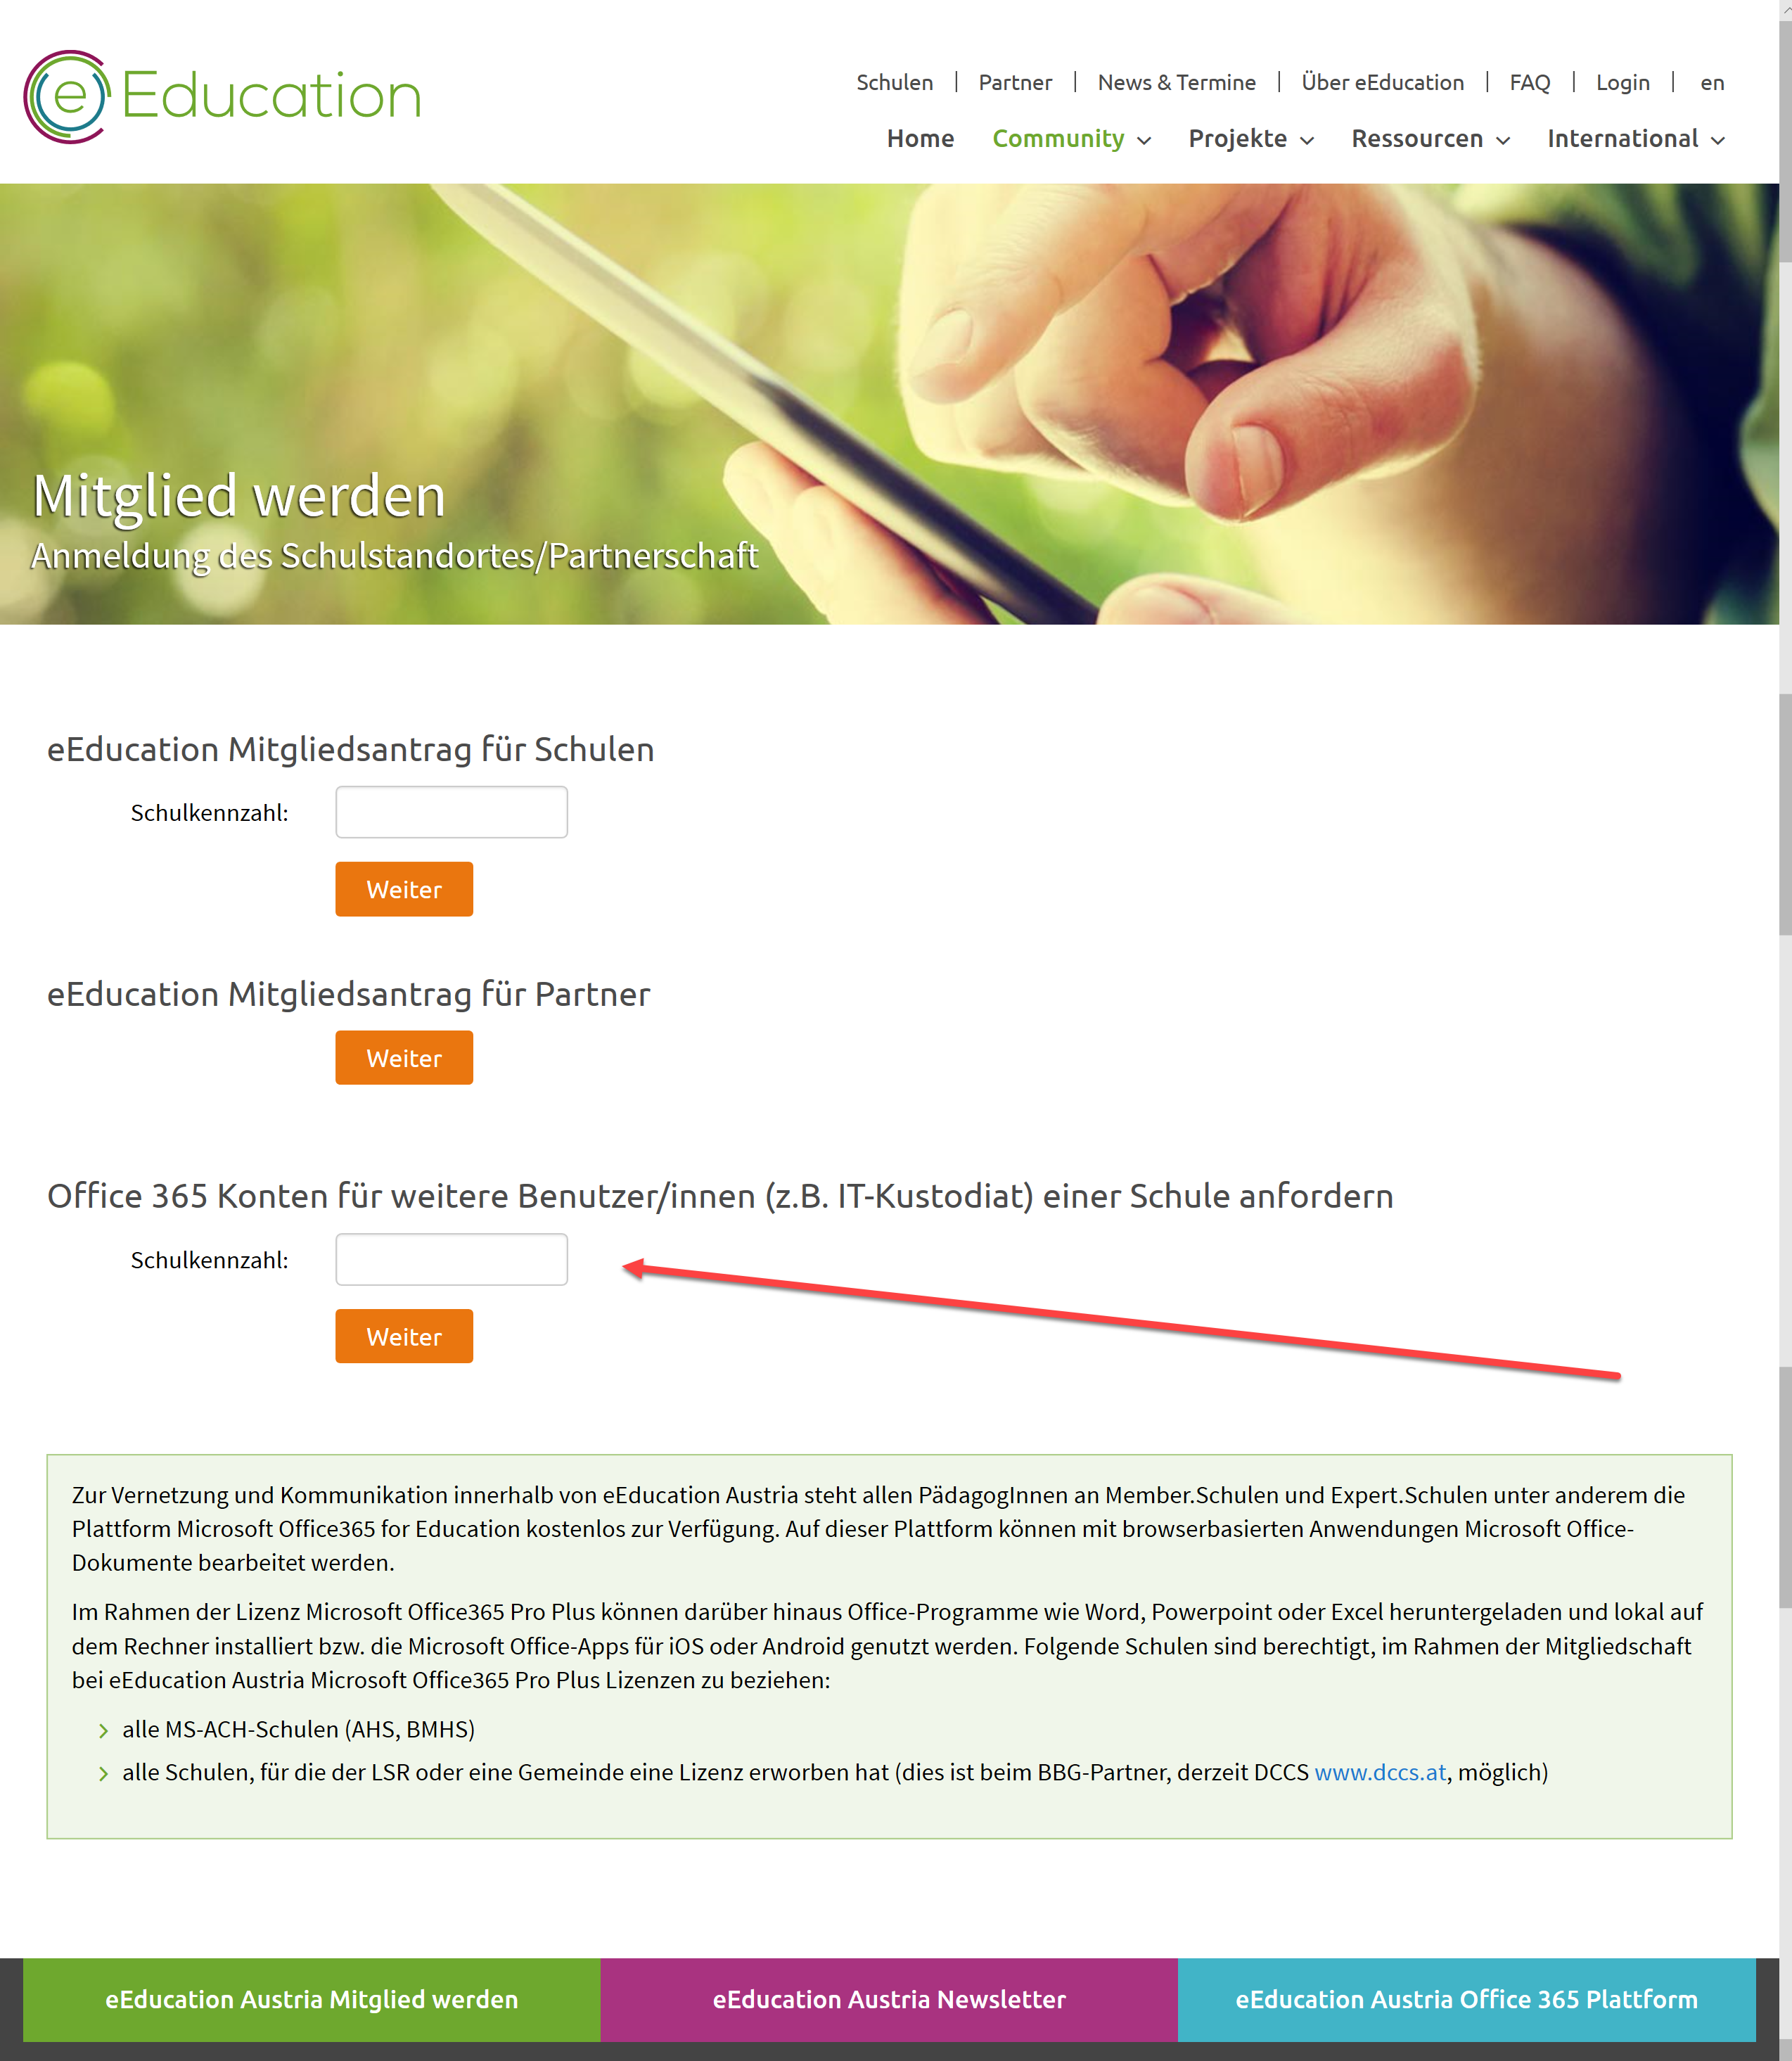 e Education
Schulen | Partner | News & Termine | Über eEducation | FAQ | Login | en
Home Community Projekte Ressourcen International
Mitglied werden
Anmeldung des Schulstandortes/Partnerschaft
eEducation Mitgliedsantrag für Schulen
Schulkennzahl:
Weiter
eEducation Mitgliedsantrag für Partner
Weiter
Office 365 Konten für weitere Benutzer/innen (z.B. IT-Kustodiat) einer Schule anfordern
Schulkennzahl:
Weiter
Zur Vernetzung und Kommunikation innerhalb von eEducation Austria steht allen PädagogInnen an Member.Schulen und Expert.Schulen unter anderem die
Plattform Microsoft Office365 for Education kostenlos zur Verfügung. Auf dieser Plattform können mit browserbasierten Anwendungen Microsoft Office-
Dokumente bearbeitet werden.
Im Rahmen der Lizenz Microsoft Office365 Pro Plus können darüber hinaus Office-Programme wie Word, Powerpoint oder Excel heruntergeladen und lokal auf
dem Rechner installiert bzw. die Microsoft Office-Apps für iOS oder Android genutzt werden. Folgende Schulen sind berechtigt, im Rahmen der Mitgliedschaft
bei eEducation Austria Microsoft Office365 Pro Plus Lizenzen zu beziehen:
alle MS-ACH-Schulen (AHS, BMHS)
alle Schulen, für die der LSR oder eine Gemeinde eine Lizenz erworben hat (dies ist beim BBG-Partner, derzeit DCCS www.dccs.at, möglich)
eEducation Austria Mitglied werden
eEducation Austria Newsletter
eEducation Austria Office 365 Plattform